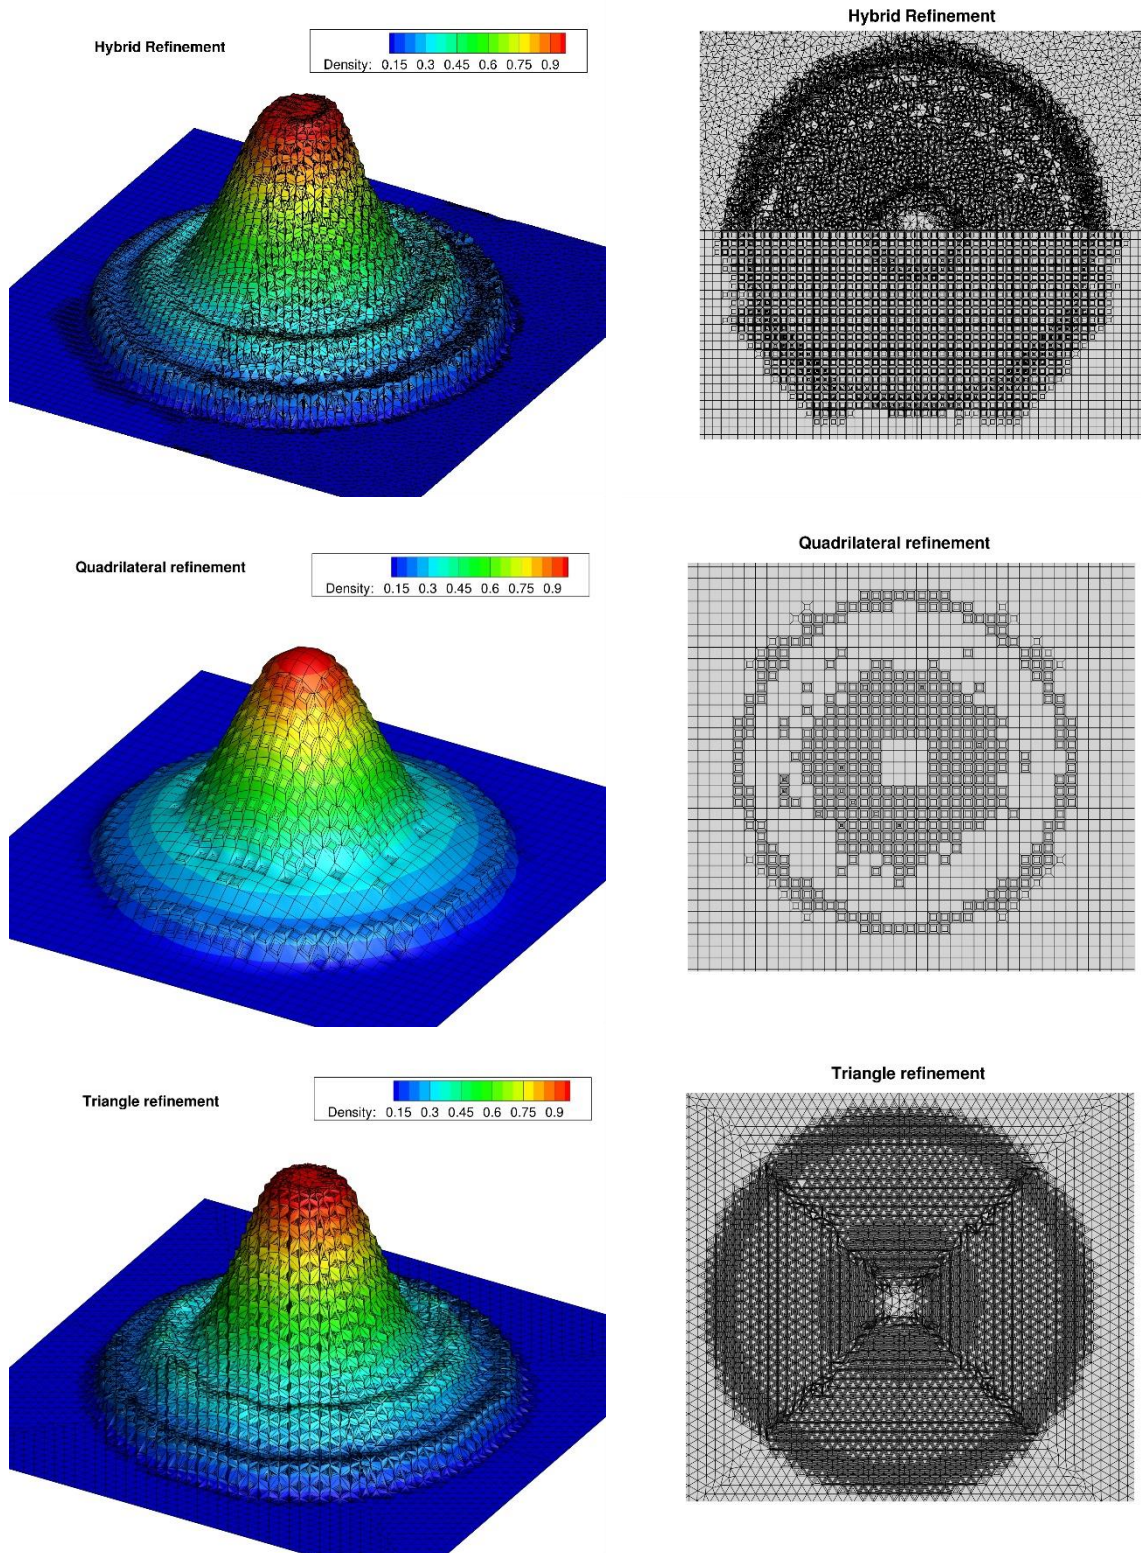 Hybrid Refinement
Density: 0.15 0.3 0.45 0.6 0.75 0.9
Hybrid Refinement
Quadrilateral refinement
Density: 0.15 0.3 0.45 0.6 0.75 0.9
Quadrilateral refinement
Triangle refinement
Density: 0.15 0.3 0.45 0.6 0.75 0.9
Triangle refinement